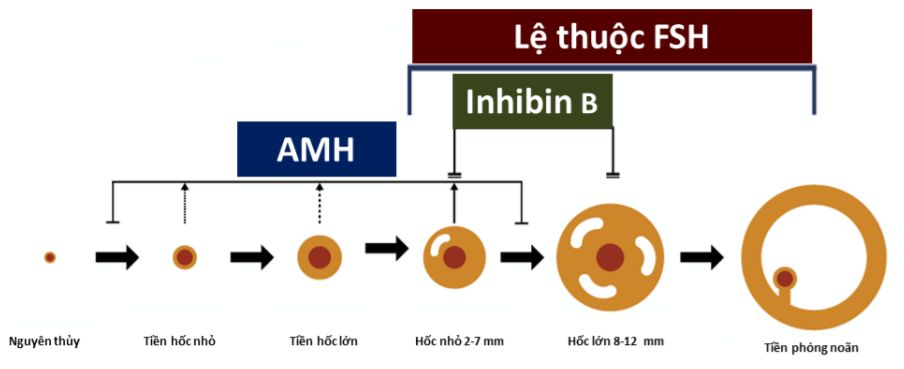 Lệ thuộc FSH
Inhibin B
AMH
Nguyên thủy
Tiền hốc nhỏ
Tiền hốc lớn
Hốc nhỏ 2-7 mm
Hốc lớn 8-12 mm
Tiền phóng noãn